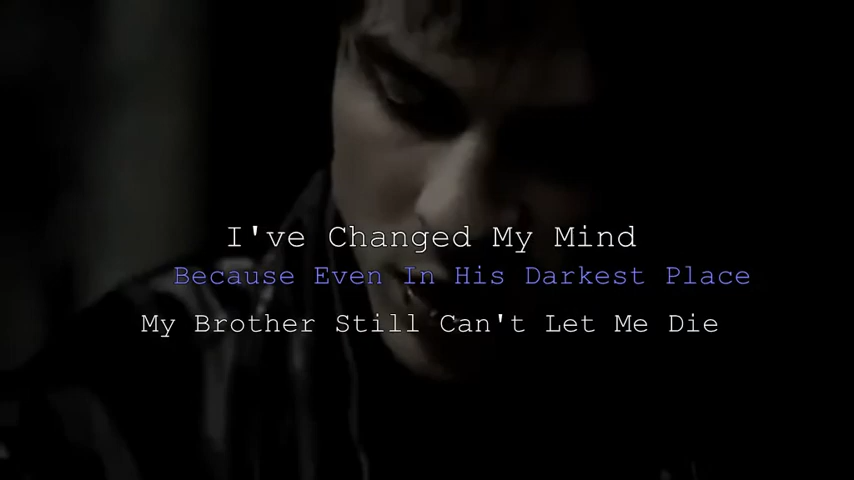 I've Changed My Mind
Because Even In His Darkest Place
My Brother Still Can't Let Me Die